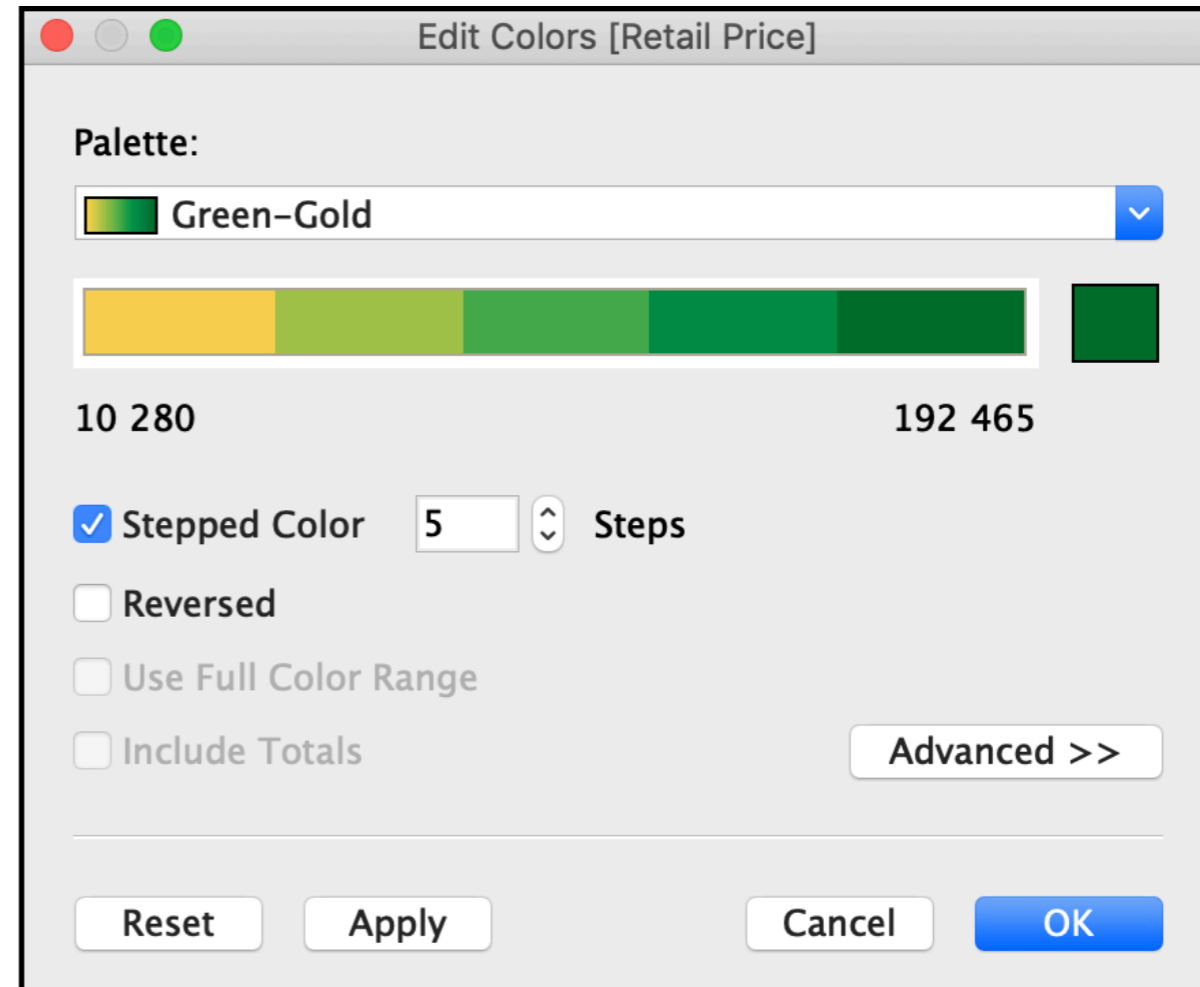 Edit Colors [Retail Price]
Palette:
Green-Gold
10 280 192 465
Stepped Color 5 Steps
Reversed
Use Full Color Range
Include Totals Advanced >>
Reset Apply Cancel OK